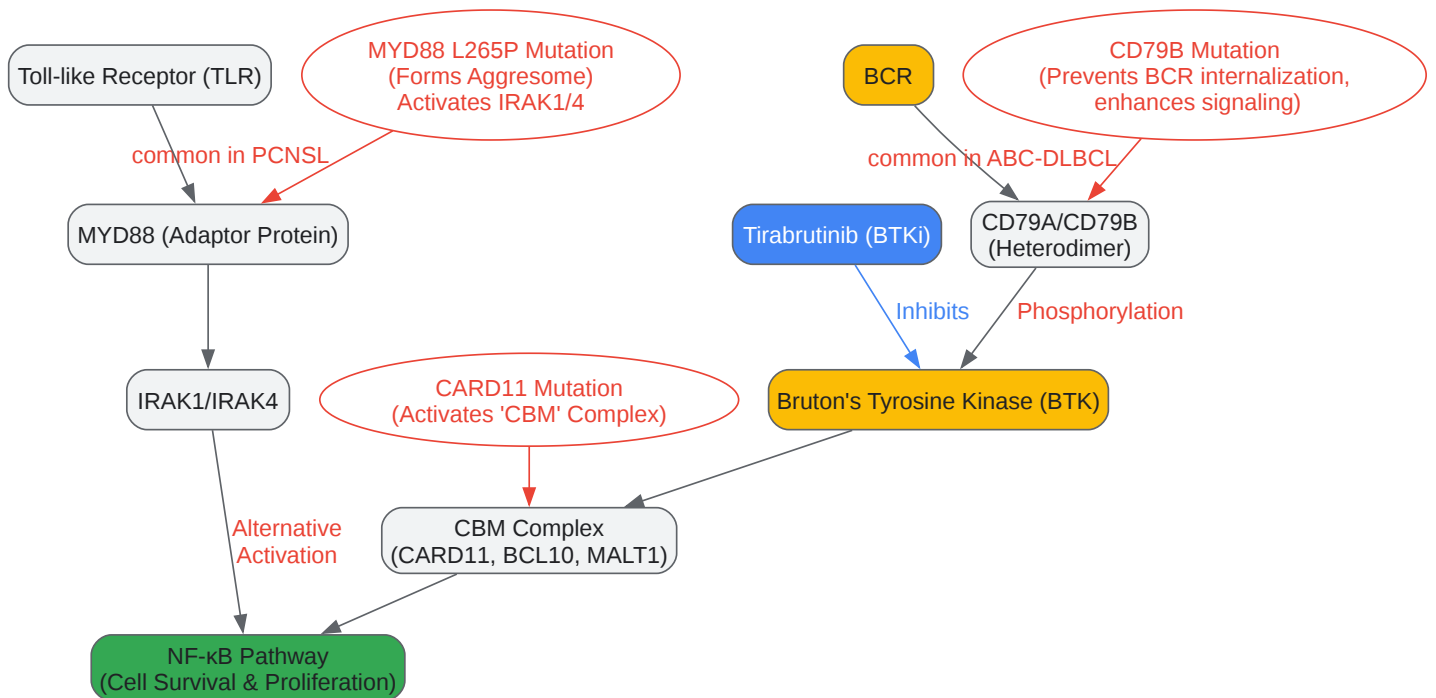 Toll-like Receptor (TLR)
MYD88 L265P Mutation
(Forms Aggresome)
Activates IRAK1/4
BCR
CD79B Mutation
(Prevents BCR internalization,
enhances signaling)
common in PCNSL
common in ABC-DLBCL
MYD88 (Adaptor Protein)
Tirabrutinib (BTKi)
CD79A/CD79B
(Heterodimer)
Inhibits
Phosphorylation
IRAK1/IRAK4
CARD11 Mutation
(Activates 'CBM' Complex)
Bruton's Tyrosine Kinase (BTK)
Alternative
Activation
CBM Complex
(CARD11, BCL10, MALT1)
NF-κB Pathway
(Cell Survival & Proliferation)